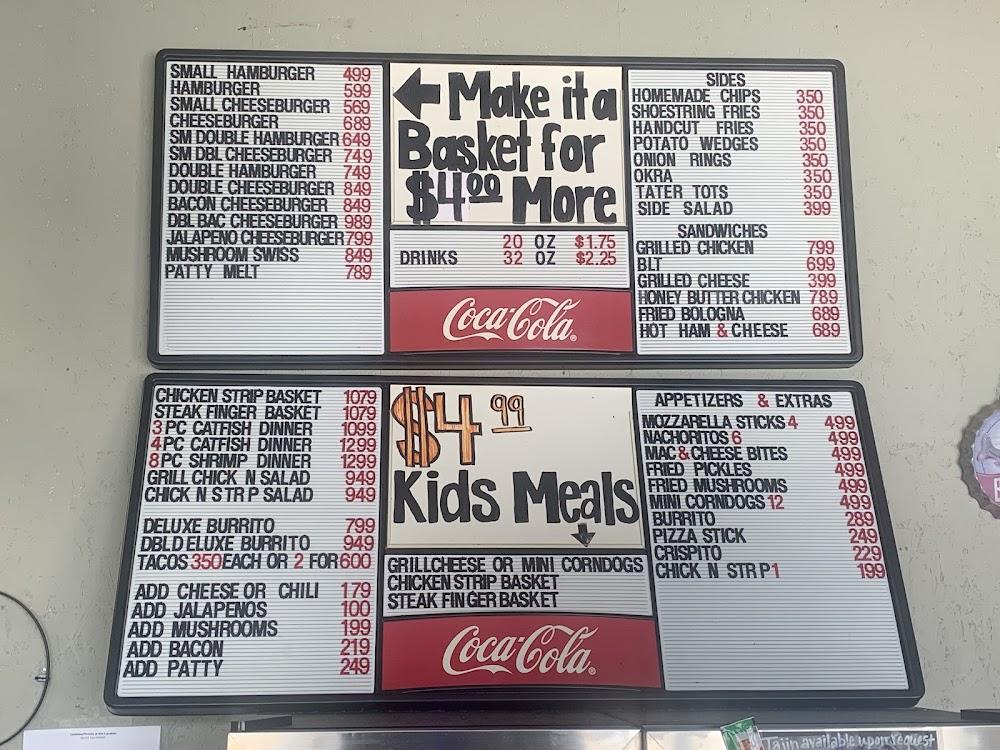 SMALL HAMBURGER 499
HAMBURGER 599
SMALL CHEESEBURGER 569
CHEESEBURGER 689
SM DOUBLE HAMBURGER 649
SM DBL CHEESEBURGER 749
DOUBLE HAMBURGER 749
DOUBLE CHEESEBURGER 849
BACON CHEESEBURGER 849
DBL BAC CHEESEBURGER 989
JALAPENO CHEESEBURGER 799
MUSHROOM SWISS 849
PATTY MELT 789
← Make it a
Basket for
$4.00 More
20 OZ $1.75
DRINKS 32 OZ $2.25
Coca-Cola
SIDES
HOMEMADE CHIPS 350
SHOESTRING FRIES 350
HANDCUT FRIES 350
POTATO WEDGES 350
ONION RINGS 350
OKRA 350
TATER TOTS 350
SIDE SALAD 399
SANDWICHES
GRILLED CHICKEN 799
BLT 699
GRILLED CHEESE 399
HONEY BUTTER CHICKEN 789
FRIED BOLOGNA 689
HOT HAM & CHEESE 689
CHICKEN STRIP BASKET 1079
STEAK FINGER BASKET 1079
3 PC CATFISH DINNER 1099
4 PC CATFISH DINNER 1299
8 PC SHRIMP DINNER 1299
GRILL CHICK N SALAD 949
CHICK N STRP SALAD 949
DELUXE BURRITO 799
DBL DELUXE BURRITO 949
TACOS 350 EACH OR 2 FOR 600
ADD CHEESE OR CHILI 179
ADD JALAPENOS 100
ADD MUSHROOMS 199
ADD BACON 219
ADD PATTY 249
$4 99
Kids Meals
GRILLCHEESE OR MINI CORNDOGS
CHICKEN STRIP BASKET
STEAK FINGER BASKET
Coca-Cola
APPETIZERS & EXTRAS
MOZZARELLA STICKS 4 499
NACHORITOS 6 499
MAC & CHEESE BITES 499
FRIED PICKLES 499
FRIED MUSHROOMS 499
MINI CORNDOGS 12 499
BURRITO 289
PIZZA STICK 249
CRISPITO 229
CHICK N STRP 1 199
Tajin available upon request